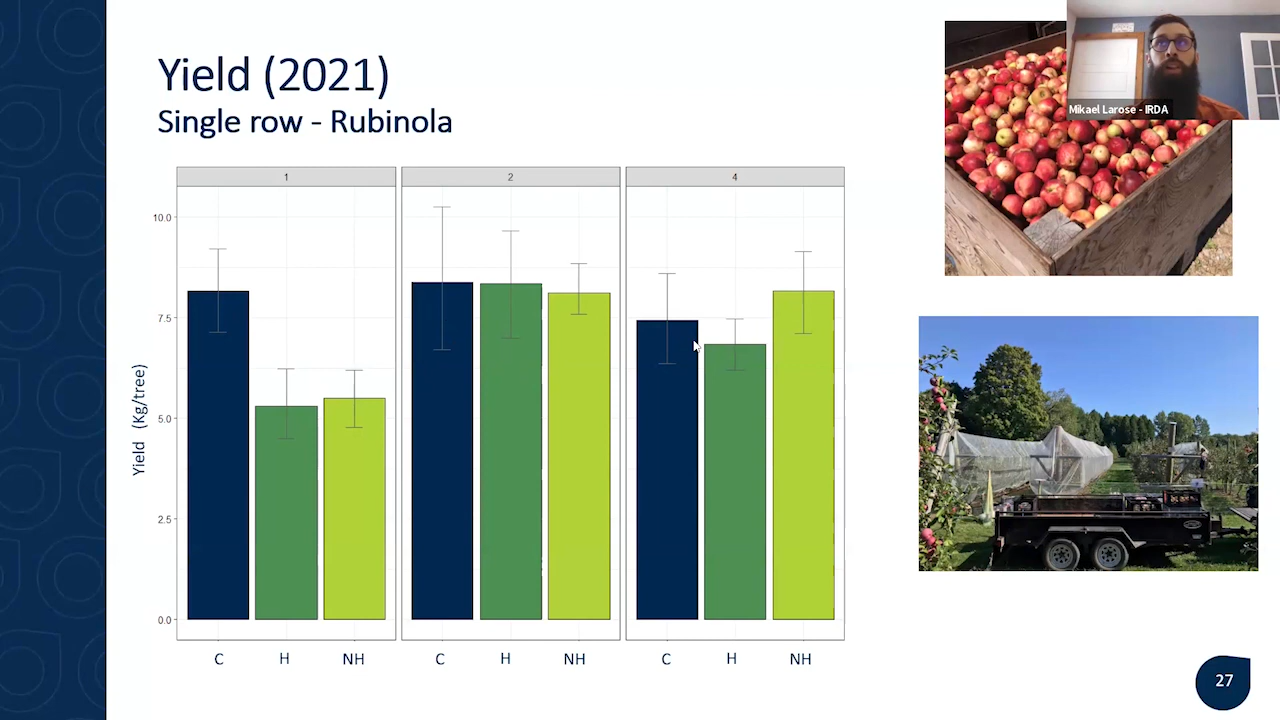 Yield (2021)
Single row - Rubinola
Mikael Larose - IRDA
1
2
4
10.0
7.5
5.0
2.5
0.0
Yield (Kg/tree)
C
H
NH
C
H
NH
C
H
NH
27